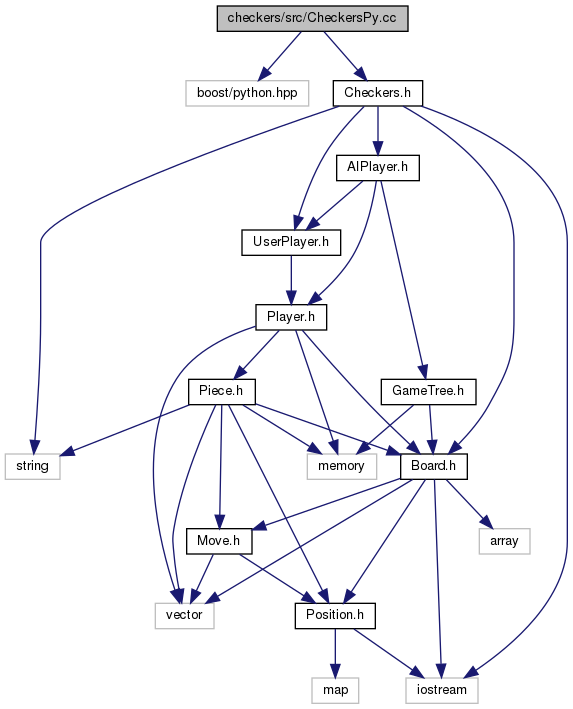 checkers/src/CheckersPy.cc
boost/python.hpp
Checkers.h
AIPlayer.h
UserPlayer.h
Player.h
Piece.h
GameTree.h
string
memory
Board.h
Move.h
array
vector
Position.h
map
iostream